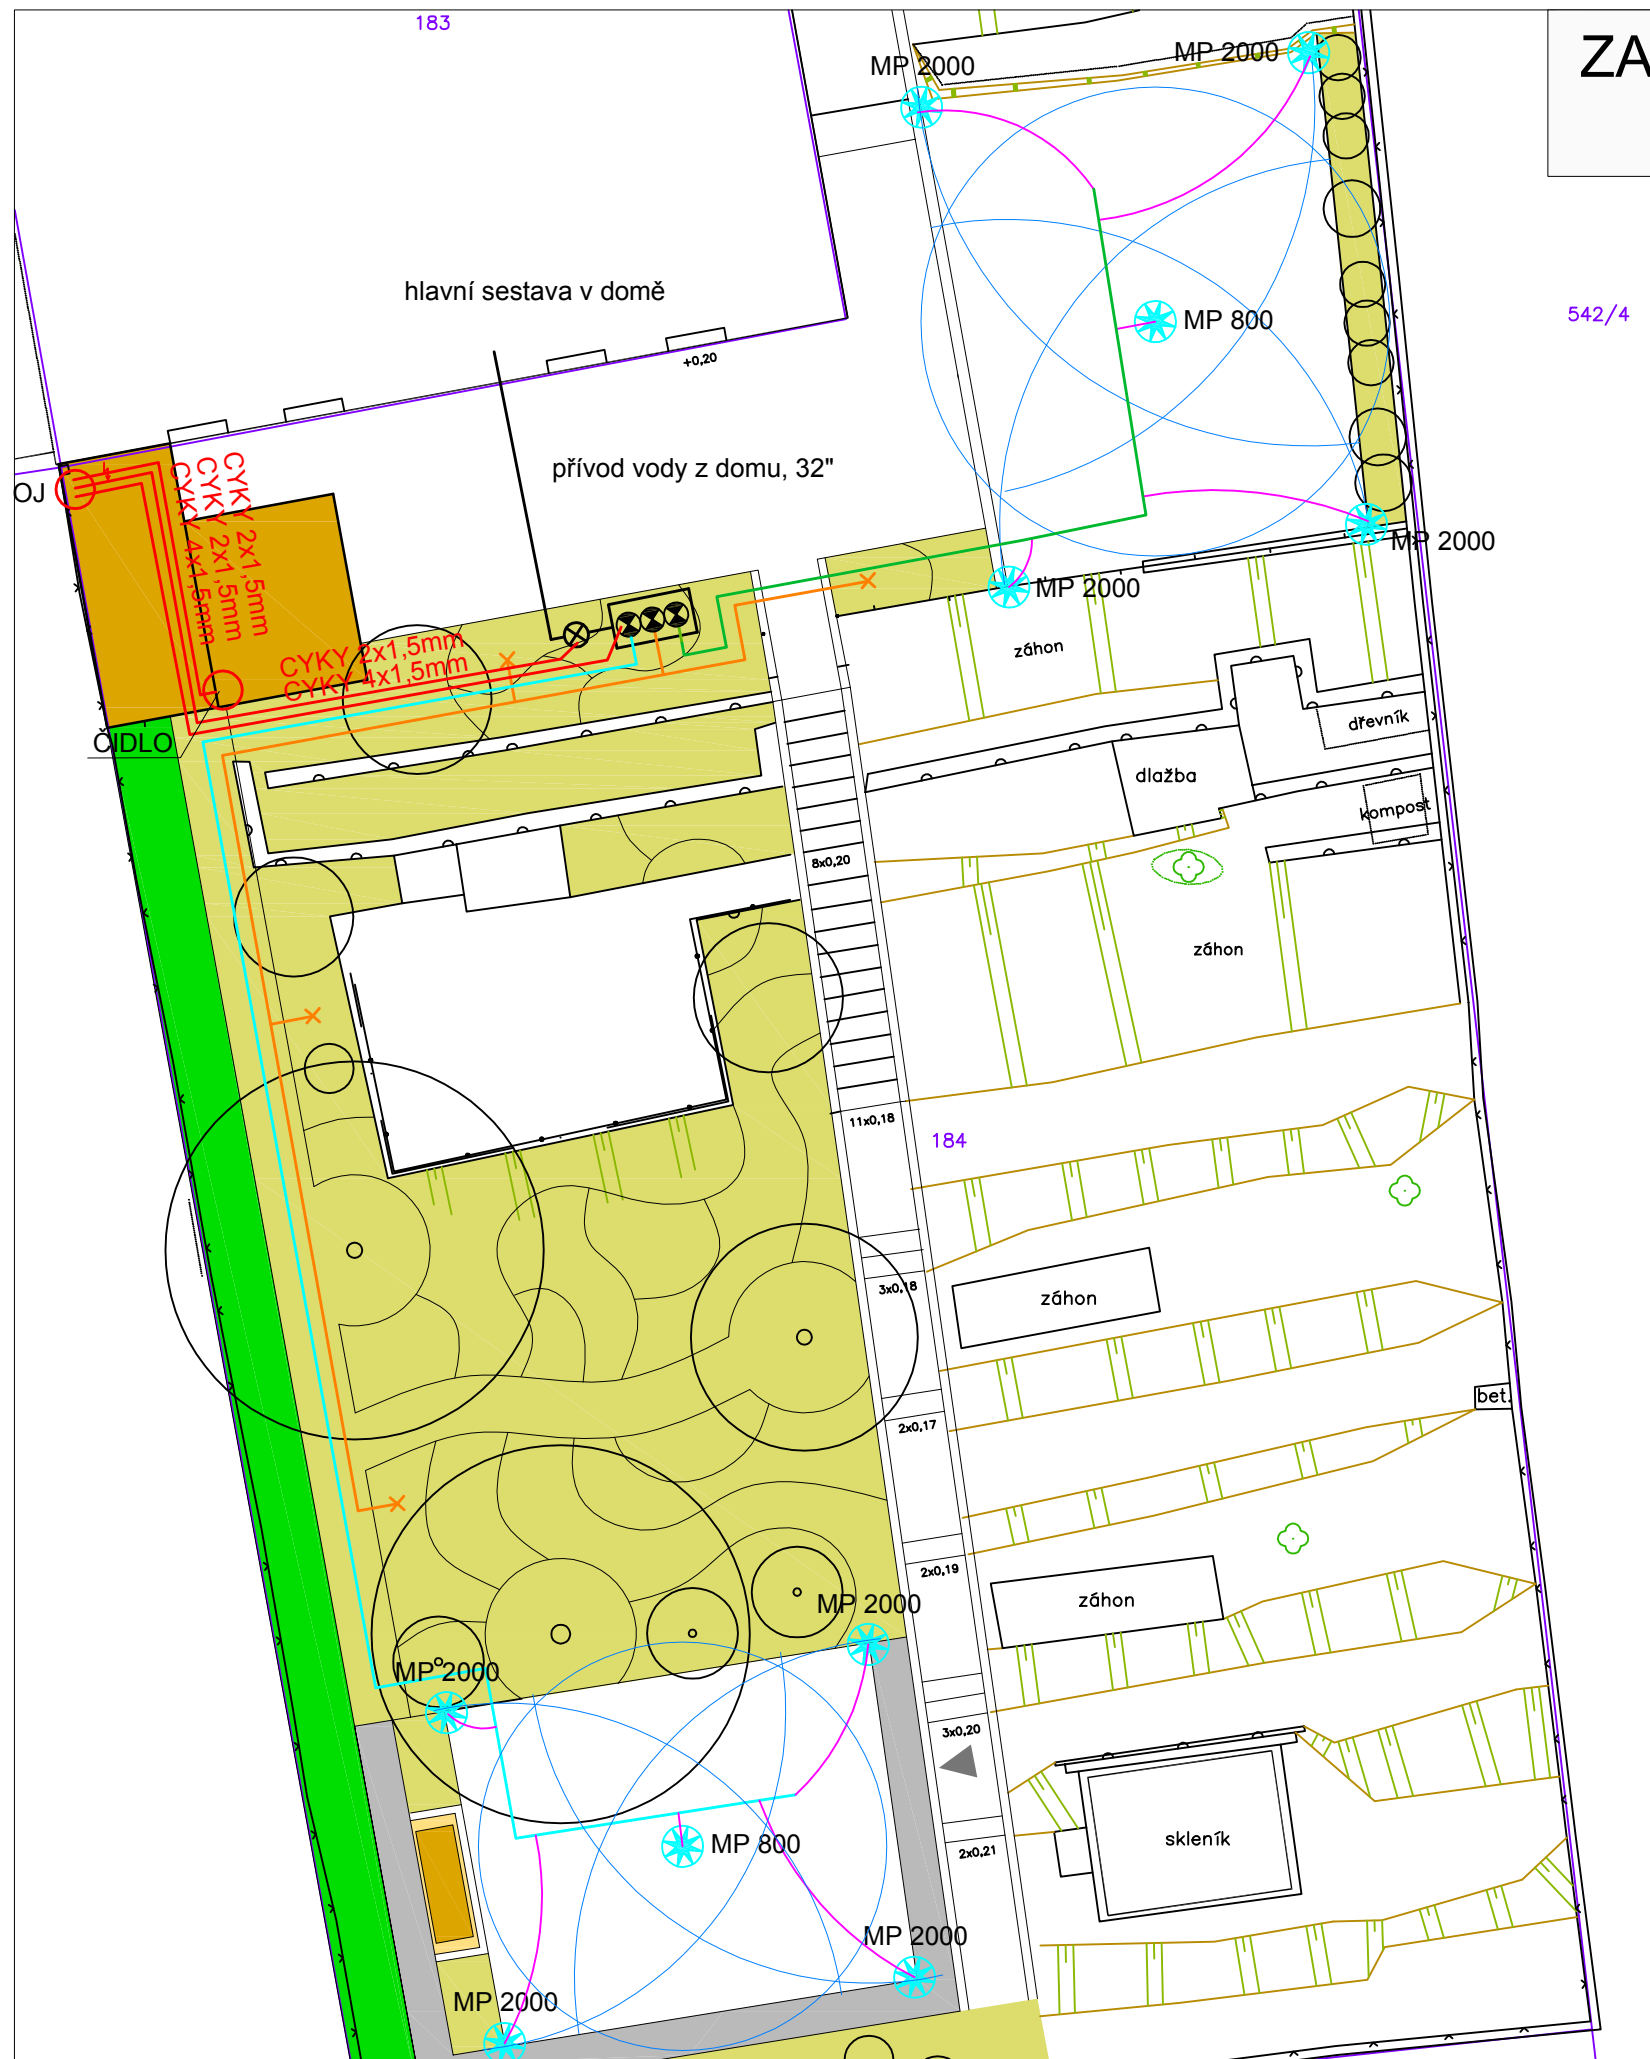 183
ZA
MP 2000
MP 2000
hlavní sestava v domě
542/4
MP 800
+0,20
přívod vody z domu, 32"
OJ
CYKY 2x1,5mm
CYKY 2x1,5mm
CYKY 4x1,5mm
MP 2000
MP 2000
CYKY 2x1,5mm
CYKY 4x1,5mm
záhon
dřevník
ČIDLO
dlažba
kompost
8x0,20
záhon
11x0,18
184
3x0,18
záhon
bet.
2x0,17
2x0,19
záhon
MP 2000
MP 2000
3x0,20
skleník
MP 800
2x0,21
MP 2000
MP 2000